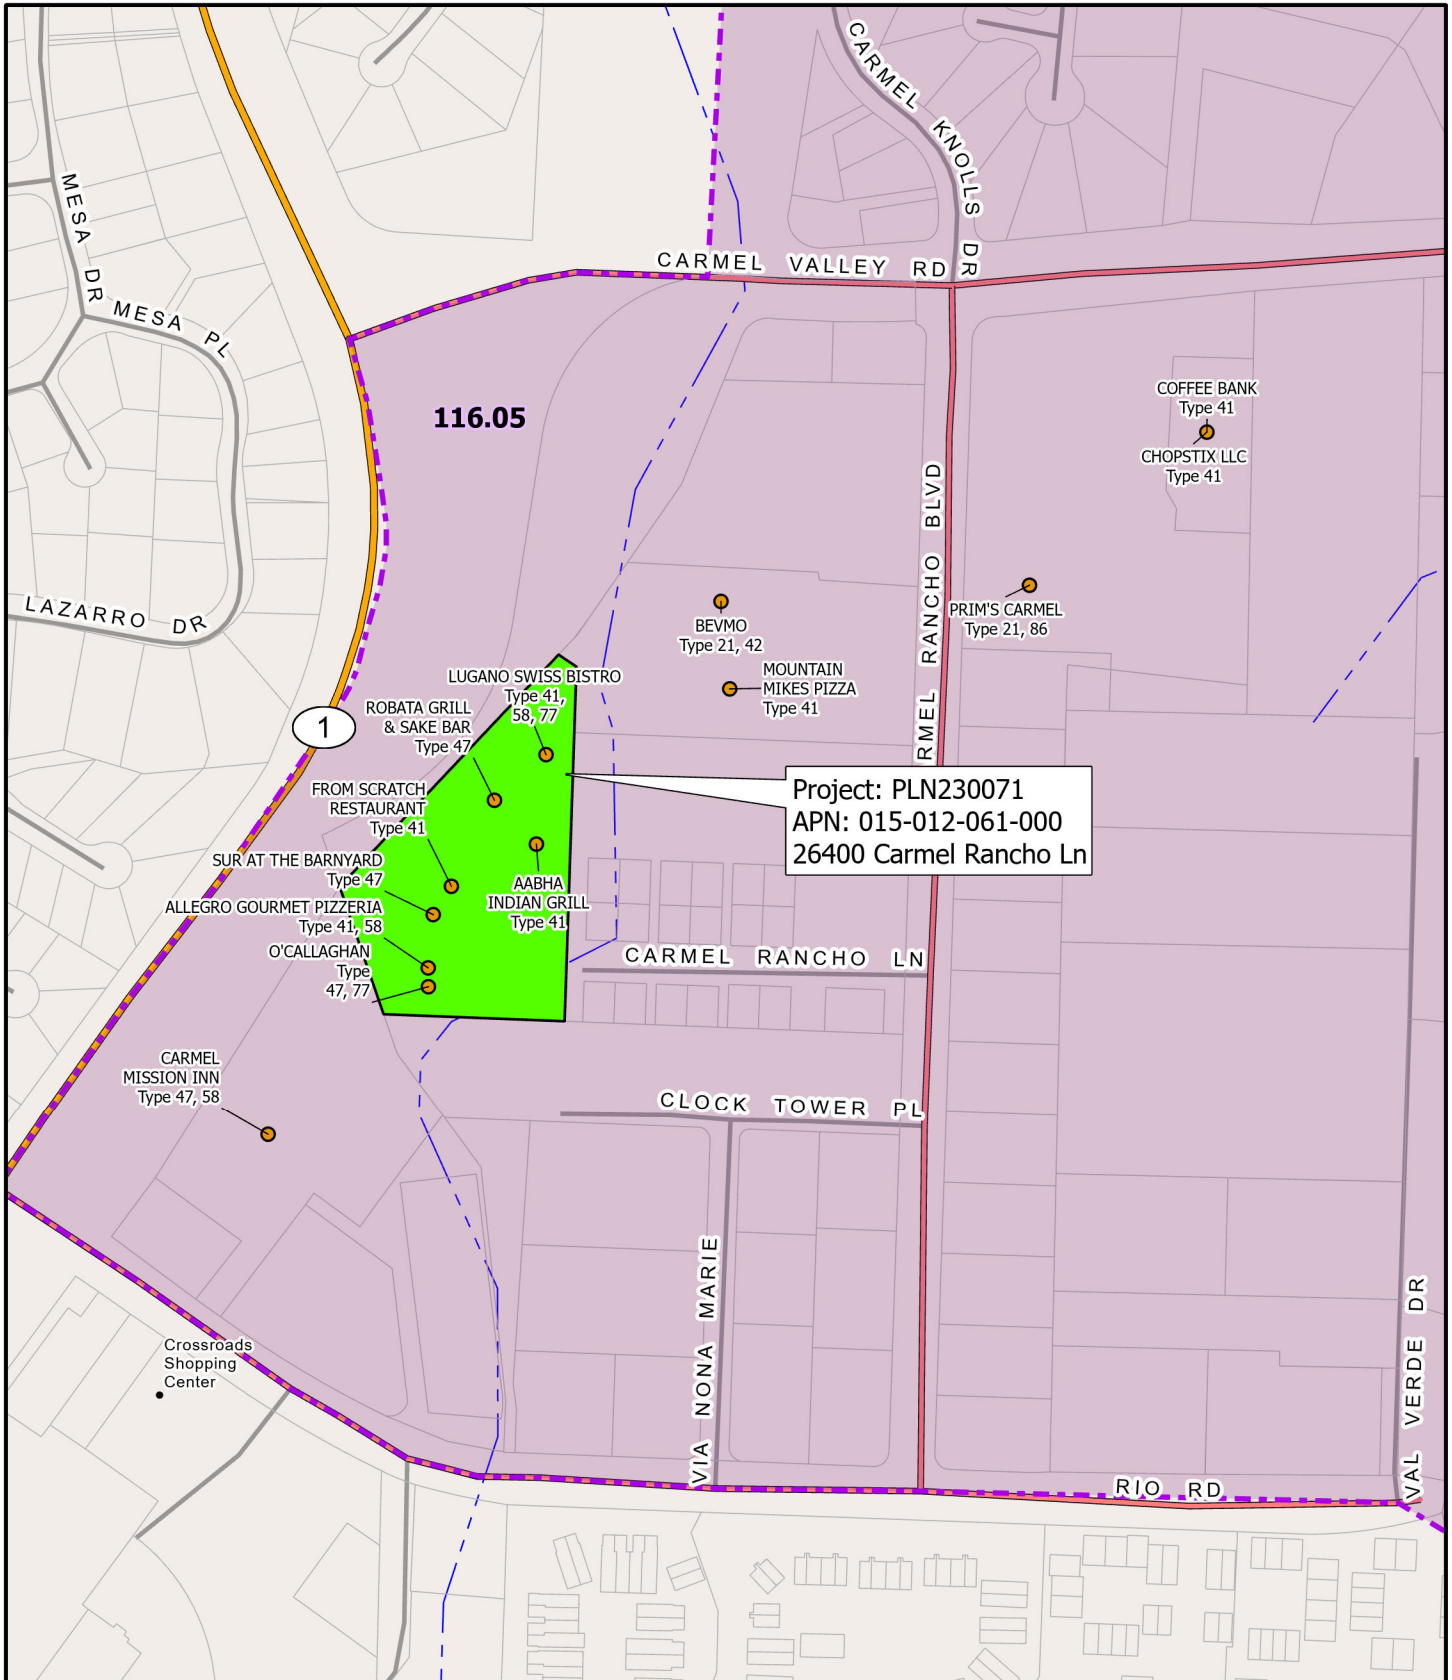 CARMEL KNOLLS DR
MESA DR
MESA PL
CARMEL VALLEY RD
116.05
COFFEE BANK
Type 41
CHOPSTIX LLC
Type 41
CARMEL RANCHO BLVD
LAZARRO DR
PRIM'S CARMEL
Type 21, 86
BEVMO
Type 21, 42
MOUNTAIN
MIKES PIZZA
Type 41
LUGANO SWISS BISTRO
Type 41,
58, 77
ROBATA GRILL
& SAKE BAR
Type 47
1
FROM SCRATCH
RESTAURANT
Type 41
Project: PLN230071
APN: 015-012-061-000
26400 Carmel Rancho Ln
SUR AT THE BARNYARD
Type 47
AABHA
INDIAN GRILL
Type 41
ALLEGRO GOURMET PIZZERIA
Type 41, 58
O'CALLAGHAN
Type
47, 77
CARMEL RANCHO LN
CARMEL
MISSION INN
Type 47, 58
CLOCK TOWER PL
VIA NONA MARIE
VAL VERDE DR
Crossroads
Shopping
Center
RIO RD